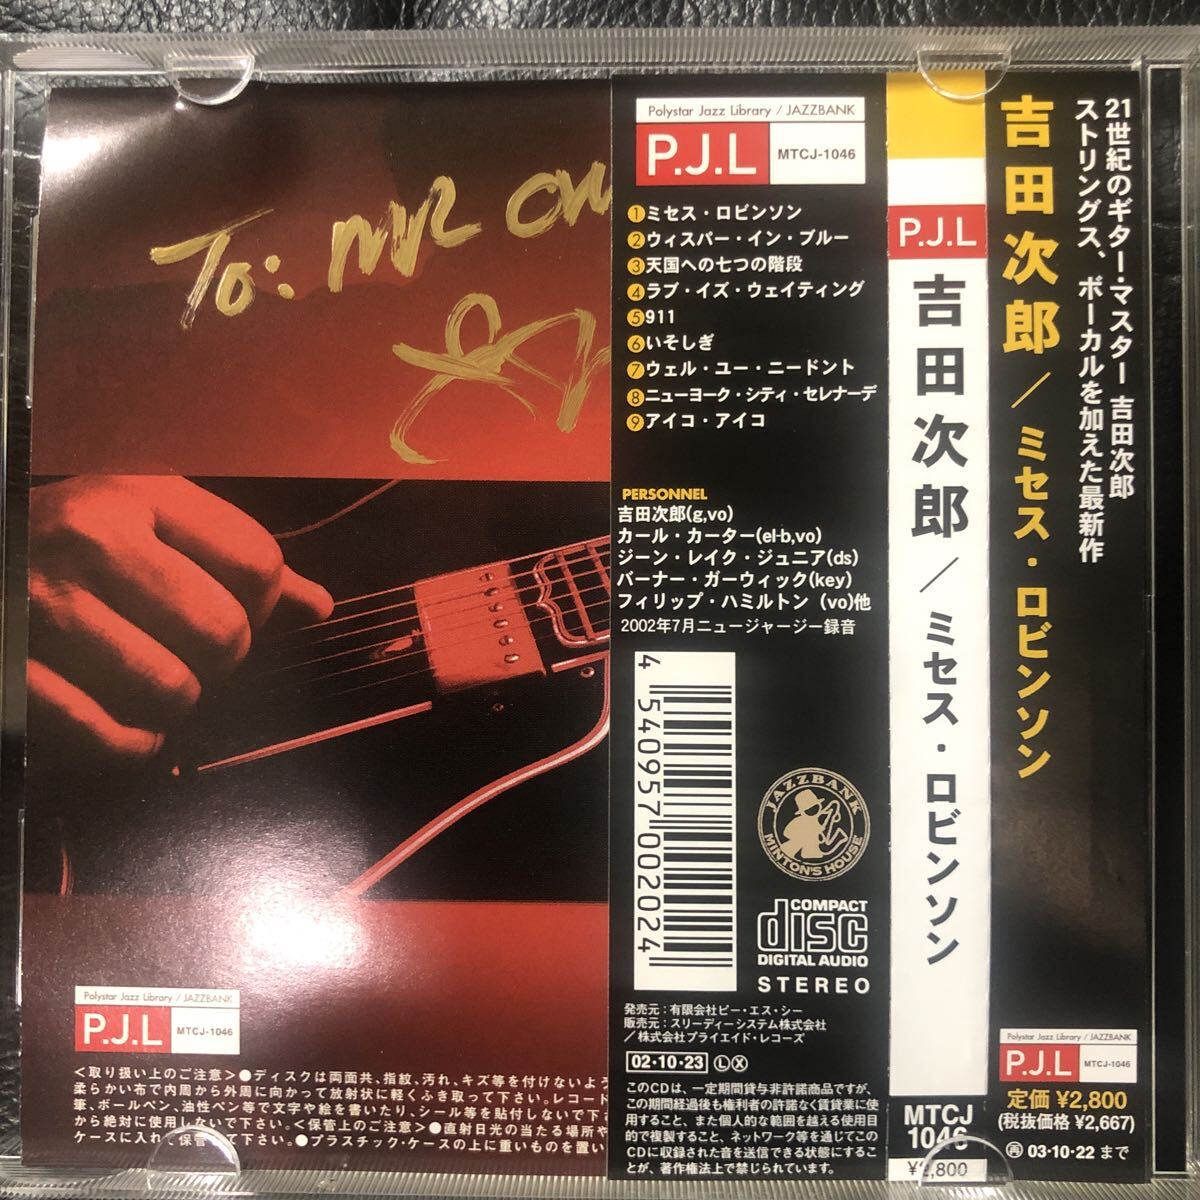 To: MR
Polystar Jazz Library / JAZZBANK
P.J.L
MTCJ-1046
<取り扱い上のご注意>●ディスクは両面共、指紋、汚れ、キズ等を付けないよう
柔らかい布で内周から外周に向かって放射状に軽くふき取って下さい。レコード
筆、ボールペン、油性ペン等で文字や絵を書いたり、シール等を貼付しないで下
から絶対に使用しないで下さい。<保管上のご注意>●直射日光の当たる場所や
ケースに入れて保管して下さい。●プラスチック・ケースの上に重いものを置い
Polystar Jazz Library / JAZZBANK
P.J.L
MTCJ-1046
①ミセス・ロビンソン
②ウィスパー・イン・ブルー
③天国への七つの階段
④ラブ・イズ・ウェイティング
⑤911
⑥いそしぎ
⑦ウェル・ユー・ニードント
⑧ニューヨーク・シティ・セレナーデ
⑨アイコ・アイコ
PERSONNEL
吉田次郎(g,vo)
カール・カーター(el-b,vo)
ジーン・レイク・ジュニア(ds)
バーナー・ガーウィック(key)
フィリップ・ハミルトン (vo)他
2002年7月ニュージャージー録音
4 540957 002024
JAZZBANK
MINTON'S HOUSE
COMPACT
disc
DIGITAL AUDIO
STEREO
発売元：有限会社ピー・エス・シー
販売元：スリーディーシステム株式会社
／株式会社プライエイド・レコーズ
02・10・23 Ⓛ Ⓧ
このCDは、一定期間貸与非許諾商品ですが、
この期間経過後も権利者の許諾なく賃貸業に使
用すること、また個人的な範囲を越える使用目
的で複製すること、ネットワーク等を通じてこの
CDに収録された音を送信できる状態にするこ
とが、著作権法上で禁じられています。
P.J.L
吉田次郎／ミセス・ロビンソン
MTCJ
1046
¥2,800
21世紀のギター・マスター 吉田次郎
ストリングス、ボーカルを加えた最新作
吉田次郎／ミセス・ロビンソン
Polystar Jazz Library / JAZZBANK
P.J.L
MTCJ-1046
定価 ¥2,800
(税抜価格 ¥2,667)
㊢ 03・10・22 まで